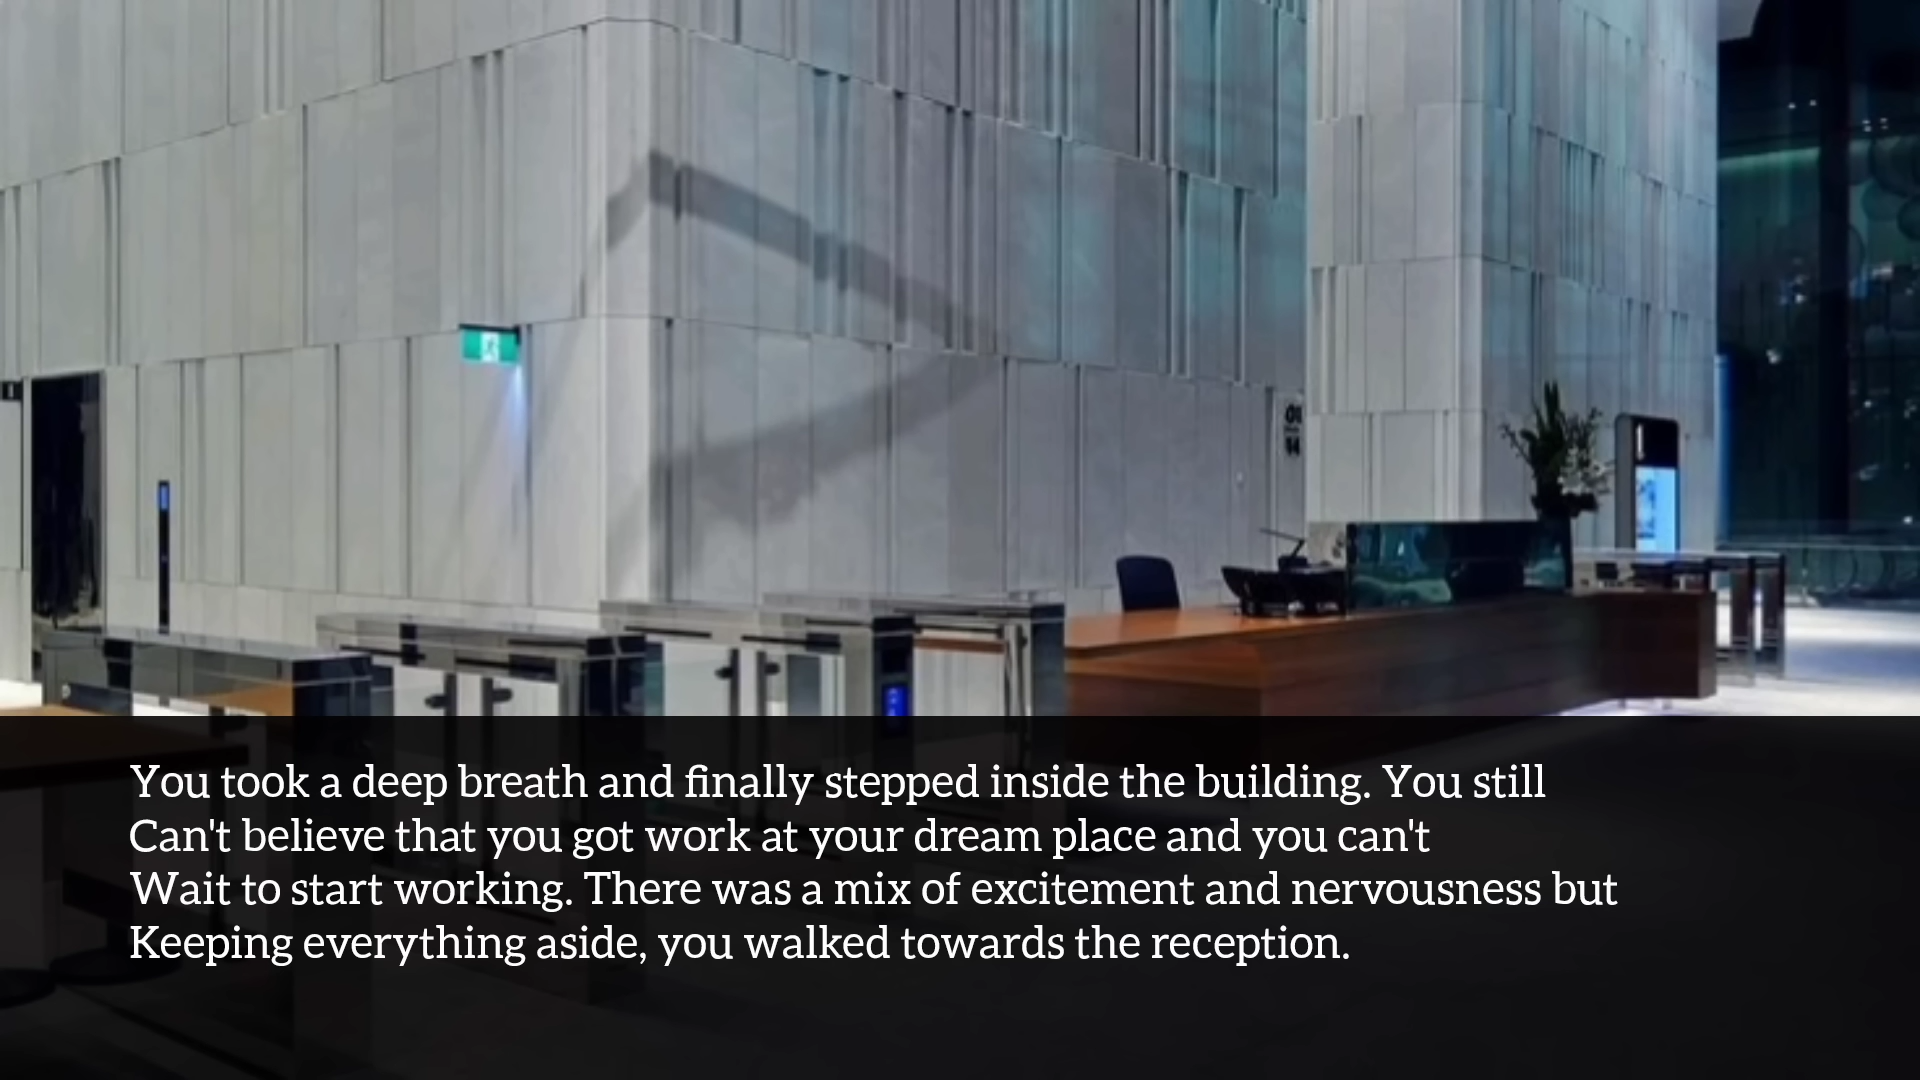 You took a deep breath and finally stepped inside the building. You still
Can't believe that you got work at your dream place and you can't
Wait to start working. There was a mix of excitement and nervousness but
Keeping everything aside, you walked towards the reception.